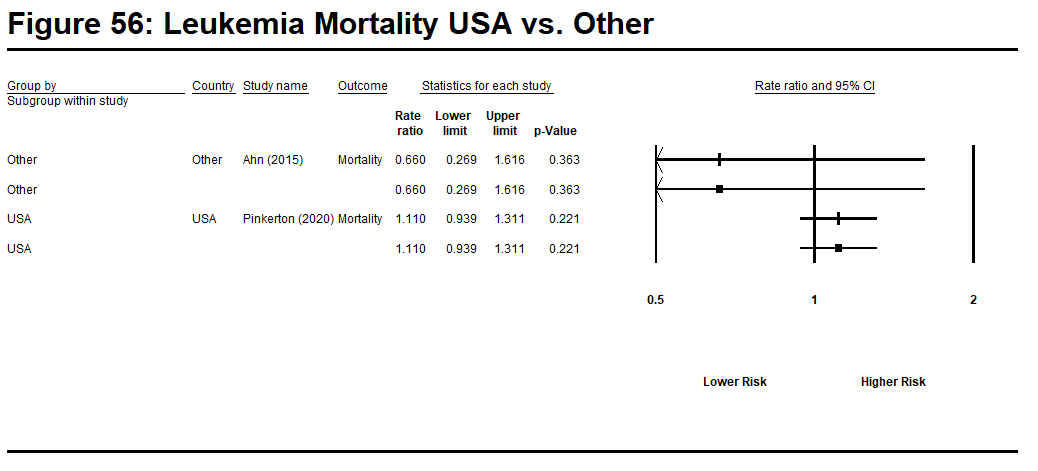 Figure 56: Leukemia Mortality USA vs. Other
Group by Country Study name Outcome Statistics for each study Rate ratio and 95% CI
Subgroup within study
Rate Lower Upper
ratio limit limit p-Value
Other Other Ahn (2015) Mortality 0.660 0.269 1.616 0.363
Other 0.660 0.269 1.616 0.363
USA USA Pinkerton (2020) Mortality 1.110 0.939 1.311 0.221
USA 1.110 0.939 1.311 0.221
0.5 1 2
Lower Risk Higher Risk